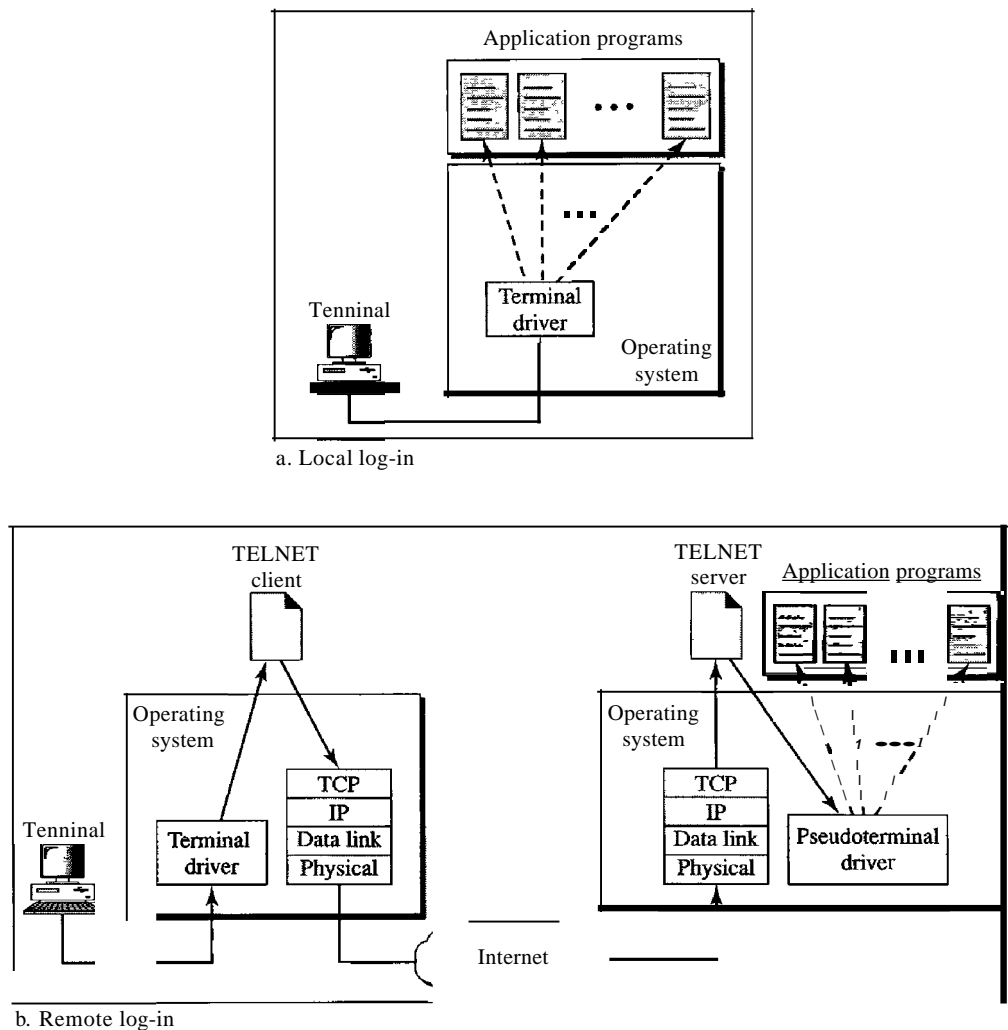 Application programs
Terminal
driver
Tenninal
Operating
system
a. Local log-in
TELNET
client
TELNET
server
Application programs
Operating
system
Operating
system
TCP
IP
Data link
Physical
Tenninal
Terminal
driver
TCP
IP
Data link
Physical
Pseudoterminal
driver
Internet
b. Remote log-in